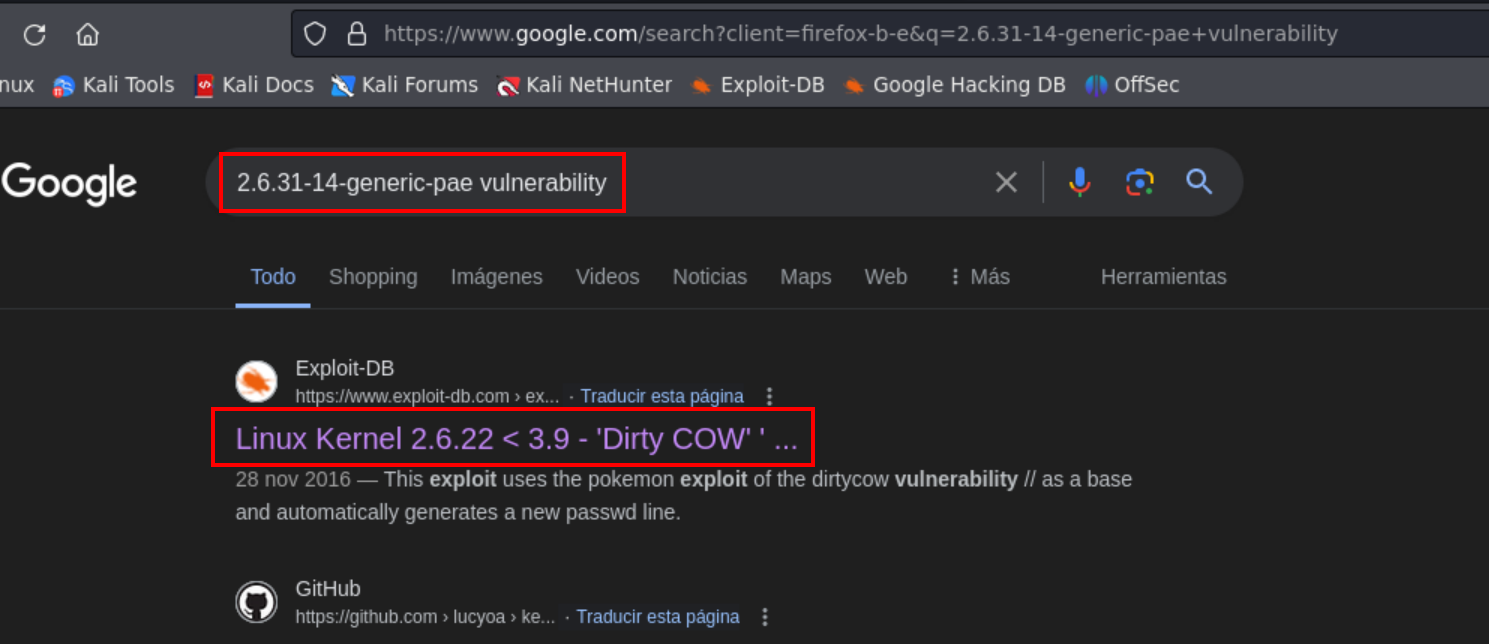 https://www.google.com/search?client=firefox-b-e&q=2.6.31-14-generic-pae+vulnerability
nux Kali Tools Kali Docs Kali Forums Kali NetHunter Exploit-DB Google Hacking DB OffSec
Google 2.6.31-14-generic-pae vulnerability
Todo Shopping Imágenes Videos Noticias Maps Web Más Herramientas
Exploit-DB
https://www.exploit-db.com › ex... · Traducir esta página
Linux Kernel 2.6.22 < 3.9 - 'Dirty COW' ' ...
28 nov 2016 — This exploit uses the pokemon exploit of the dirtycow vulnerability // as a base
and automatically generates a new passwd line.
GitHub
https://github.com › lucyoa › ke... · Traducir esta página